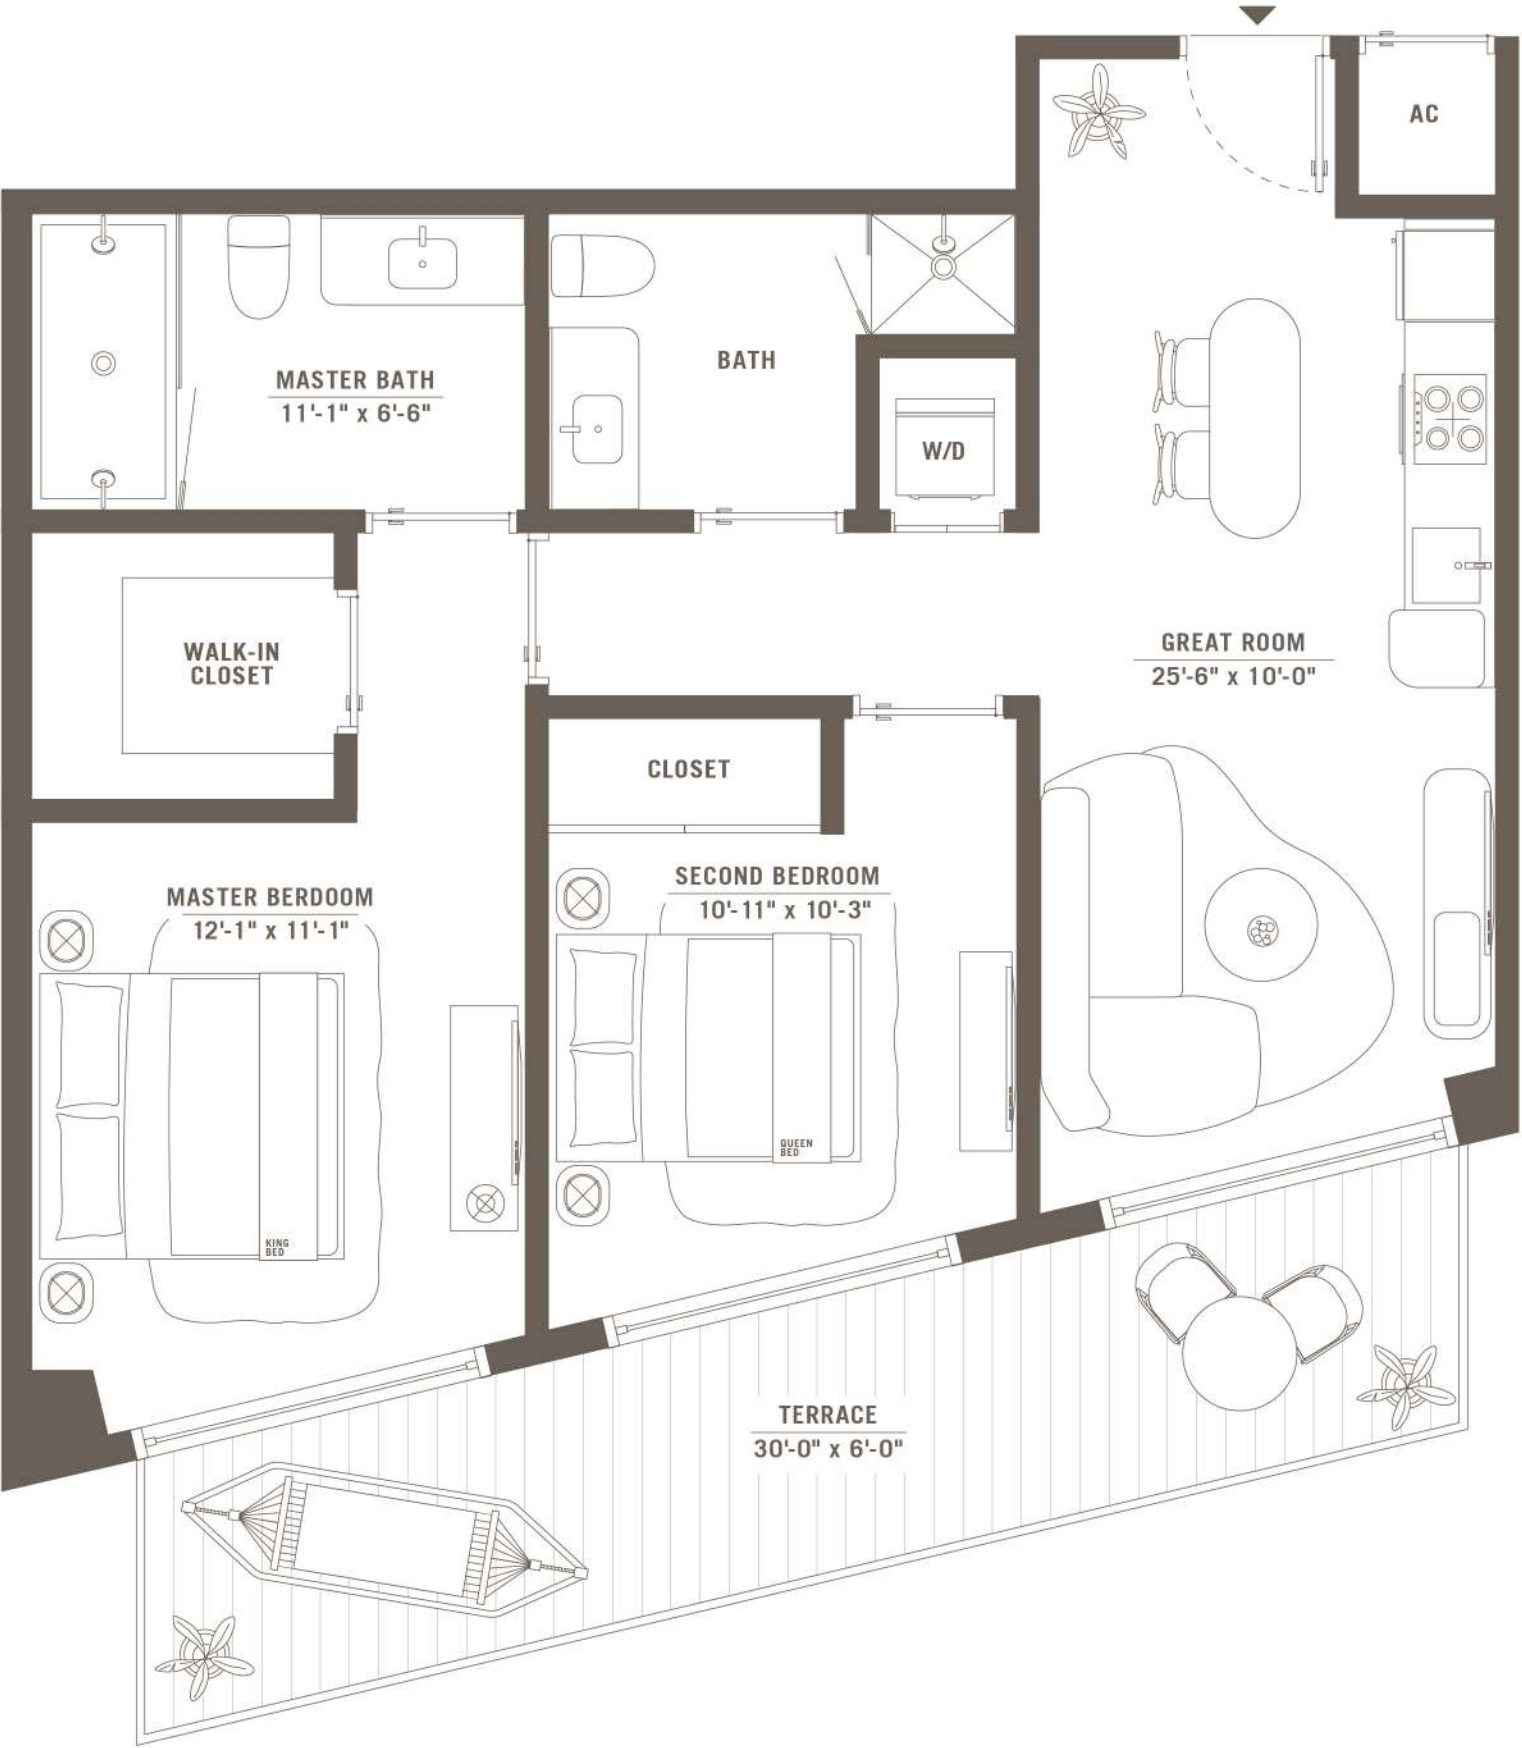 AC
MASTER BATH
11'-1" x 6'-6"
BATH
W/D
WALK-IN
CLOSET
GREAT ROOM
25'-6" x 10'-0"
CLOSET
MASTER BERDOOM
12'-1" x 11'-1"
SECOND BEDROOM
10'-11" x 10'-3"
QUEEN
BED
KING
BED
TERRACE
30'-0" x 6'-0"